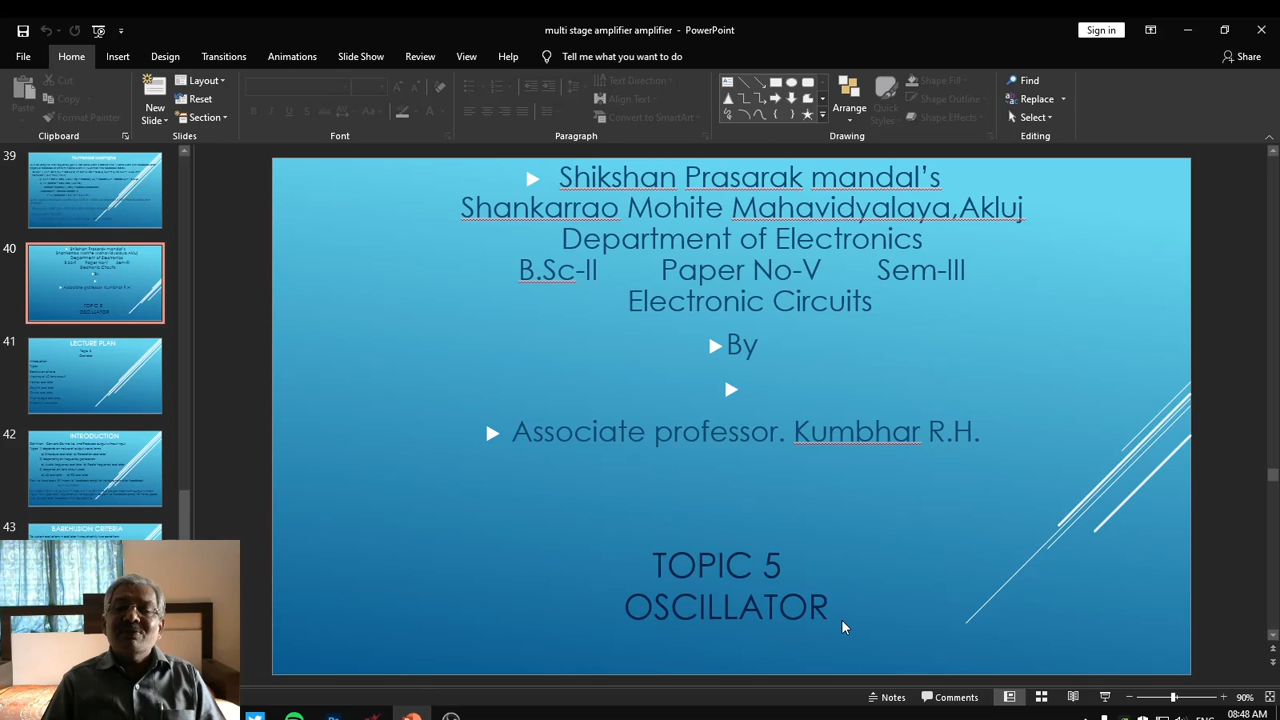 multi stage amplifier amplifier - PowerPoint
Sign in
File Home Insert Design Transitions Animations Slide Show Review View Help Tell me what you want to do Share
Paste
Cut
Copy
Format Painter
Clipboard
New Slide
Layout
Reset
Section
Slides
Font
Text Direction
Align Text
Convert to SmartArt
Paragraph
Arrange
Quick Styles
Shape Fill
Shape Outline
Shape Effects
Drawing
Find
Replace
Select
Editing
39
40
41
LECTURE PLAN
42
INTRODUCTION
43
BARKHUSION CRITERIA
Shikshan Prasarak mandal's
Shankarrao Mohite Mahavidyalaya,Akluj
Department of Electronics
B.Sc-II Paper No-V Sem-III
Electronic Circuits
By
Associate professor. Kumbhar R.H.
TOPIC 5
OSCILLATOR
Notes Comments 90%
ENG 08:48 AM